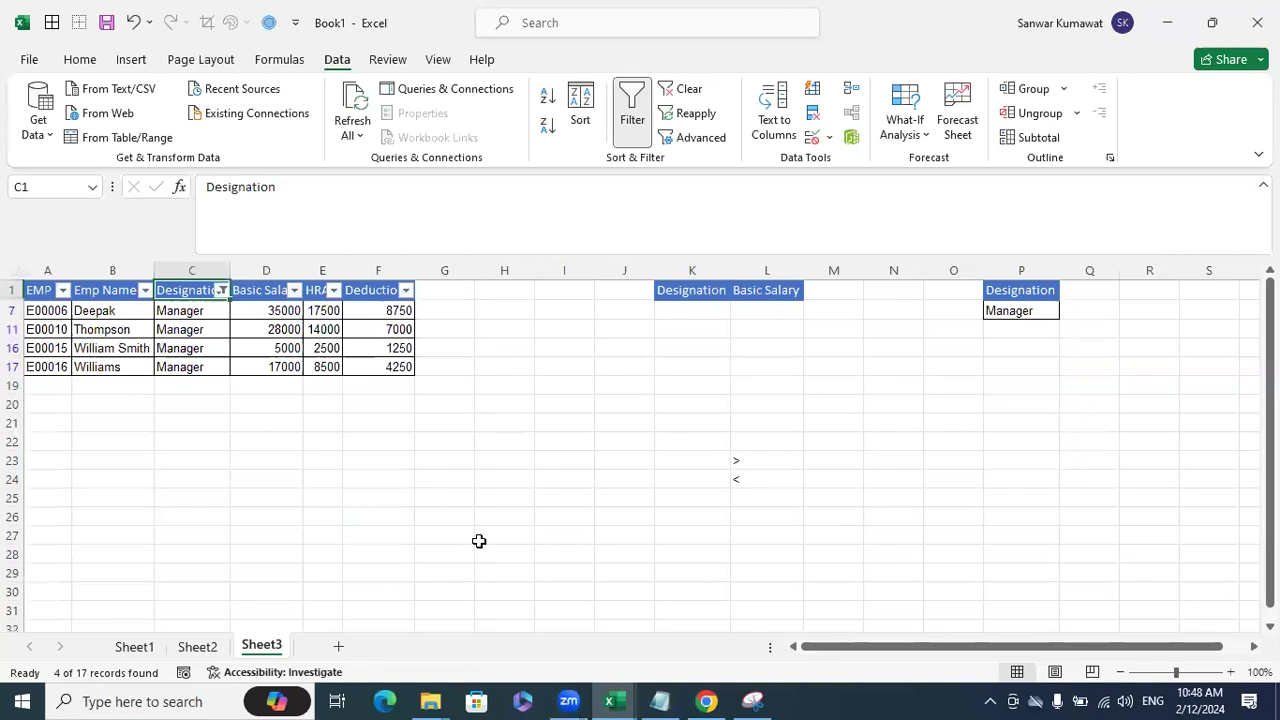 Book1 - Excel
Search
Sanwar Kumawat
SK
File Home Insert Page Layout Formulas Data Review View Help
Share
Get Data
From Text/CSV
From Web
From Table/Range
Recent Sources
Existing Connections
Get & Transform Data
Refresh All
Queries & Connections
Properties
Workbook Links
Queries & Connections
Sort
Filter
Clear
Reapply
Advanced
Sort & Filter
Text to Columns
Data Tools
What-If Analysis
Forecast Sheet
Forecast
Group
Ungroup
Subtotal
Outline
C1
fx
Designation
A B C D E F G H I J K L M N O P Q R S
1 EMP Emp Name Designatio Basic Sala HRA Deductio Designation Basic Salary Designation
7 E00006 Deepak Manager 35000 17500 8750 Manager
11 E00010 Thompson Manager 28000 14000 7000
16 E00015 William Smith Manager 5000 2500 1250
17 E00016 Williams Manager 17000 8500 4250
19
20
21
22
23 >
24 <
25
26
27
28
29
30
31
32
Sheet1 Sheet2 Sheet3
Ready 4 of 17 records found Accessibility: Investigate 100%
Type here to search
ENG
10:48 AM
2/12/2024